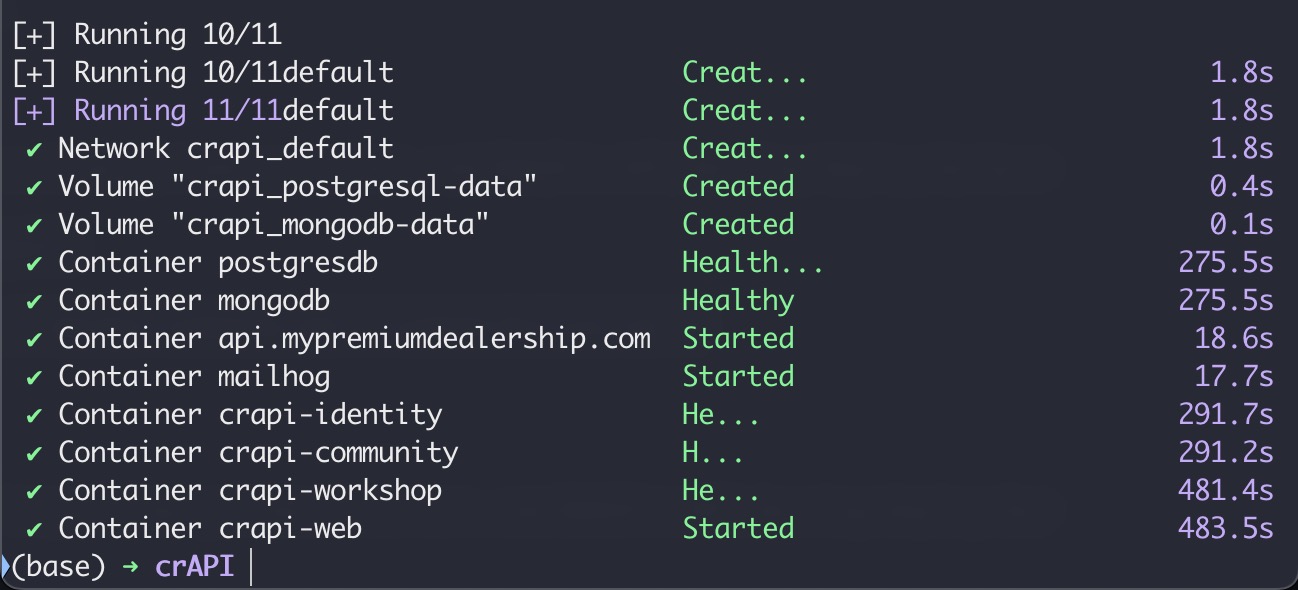 [+] Running 10/11
[+] Running 10/11default Creat... 1.8s
[+] Running 11/11default Creat... 1.8s
✔ Network crapi_default Creat... 1.8s
✔ Volume "crapi_postgresql-data" Created 0.4s
✔ Volume "crapi_mongodb-data" Created 0.1s
✔ Container postgresdb Health... 275.5s
✔ Container mongodb Healthy 275.5s
✔ Container api.mypremiumdealership.com Started 18.6s
✔ Container mailhog Started 17.7s
✔ Container crapi-identity He... 291.7s
✔ Container crapi-community H... 291.2s
✔ Container crapi-workshop He... 481.4s
✔ Container crapi-web Started 483.5s
(base) → crAPI